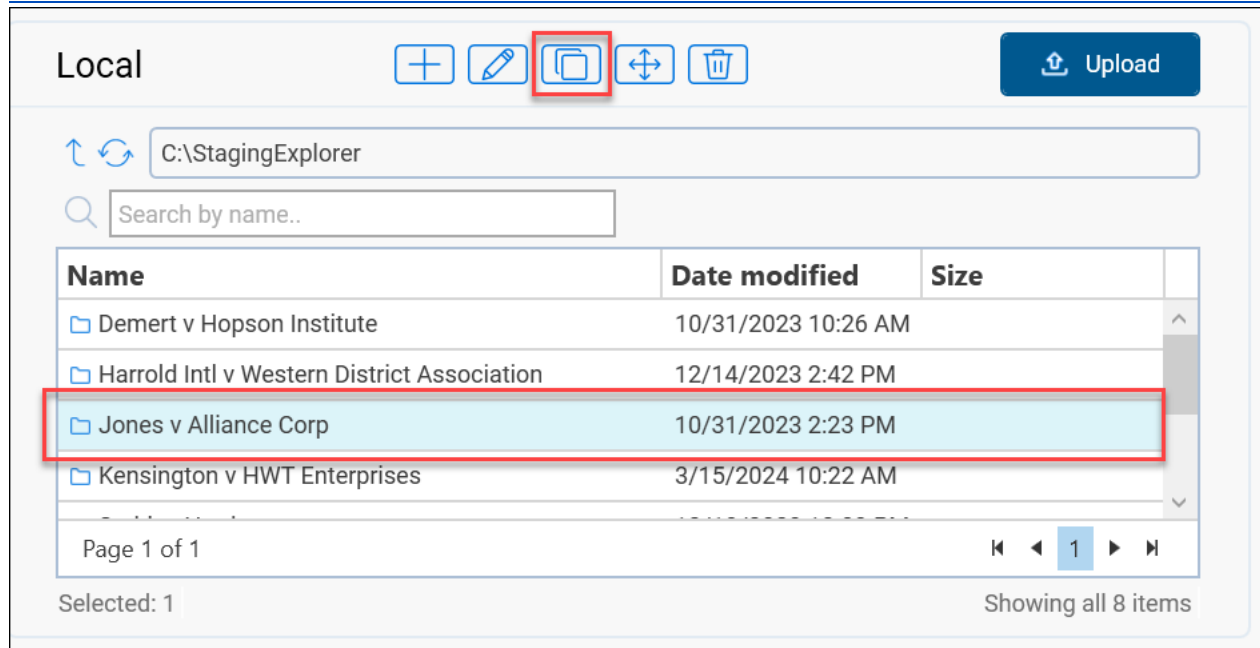 Local
Upload
C:\StagingExplorer
Search by name..
Name Date modified Size
Demert v Hopson Institute 10/31/2023 10:26 AM
Harrold Intl v Western District Association 12/14/2023 2:42 PM
Jones v Alliance Corp 10/31/2023 2:23 PM
Kensington v HWT Enterprises 3/15/2024 10:22 AM
Page 1 of 1 1
Selected: 1 Showing all 8 items